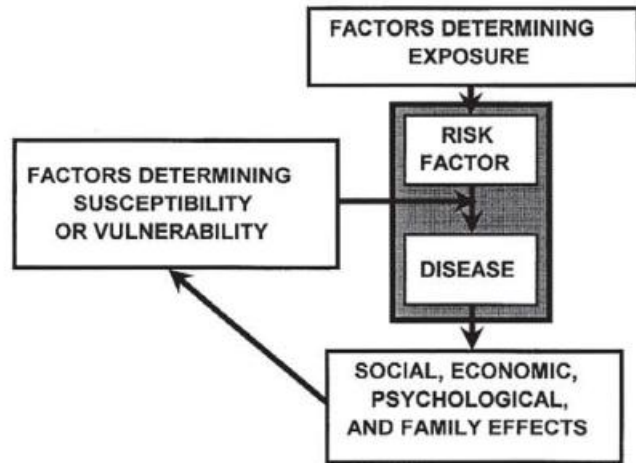 FACTORS DETERMINING
EXPOSURE
RISK
FACTOR
FACTORS DETERMINING
SUSCEPTIBILITY
OR VULNERABILITY
DISEASE
SOCIAL, ECONOMIC,
PSYCHOLOGICAL,
AND FAMILY EFFECTS